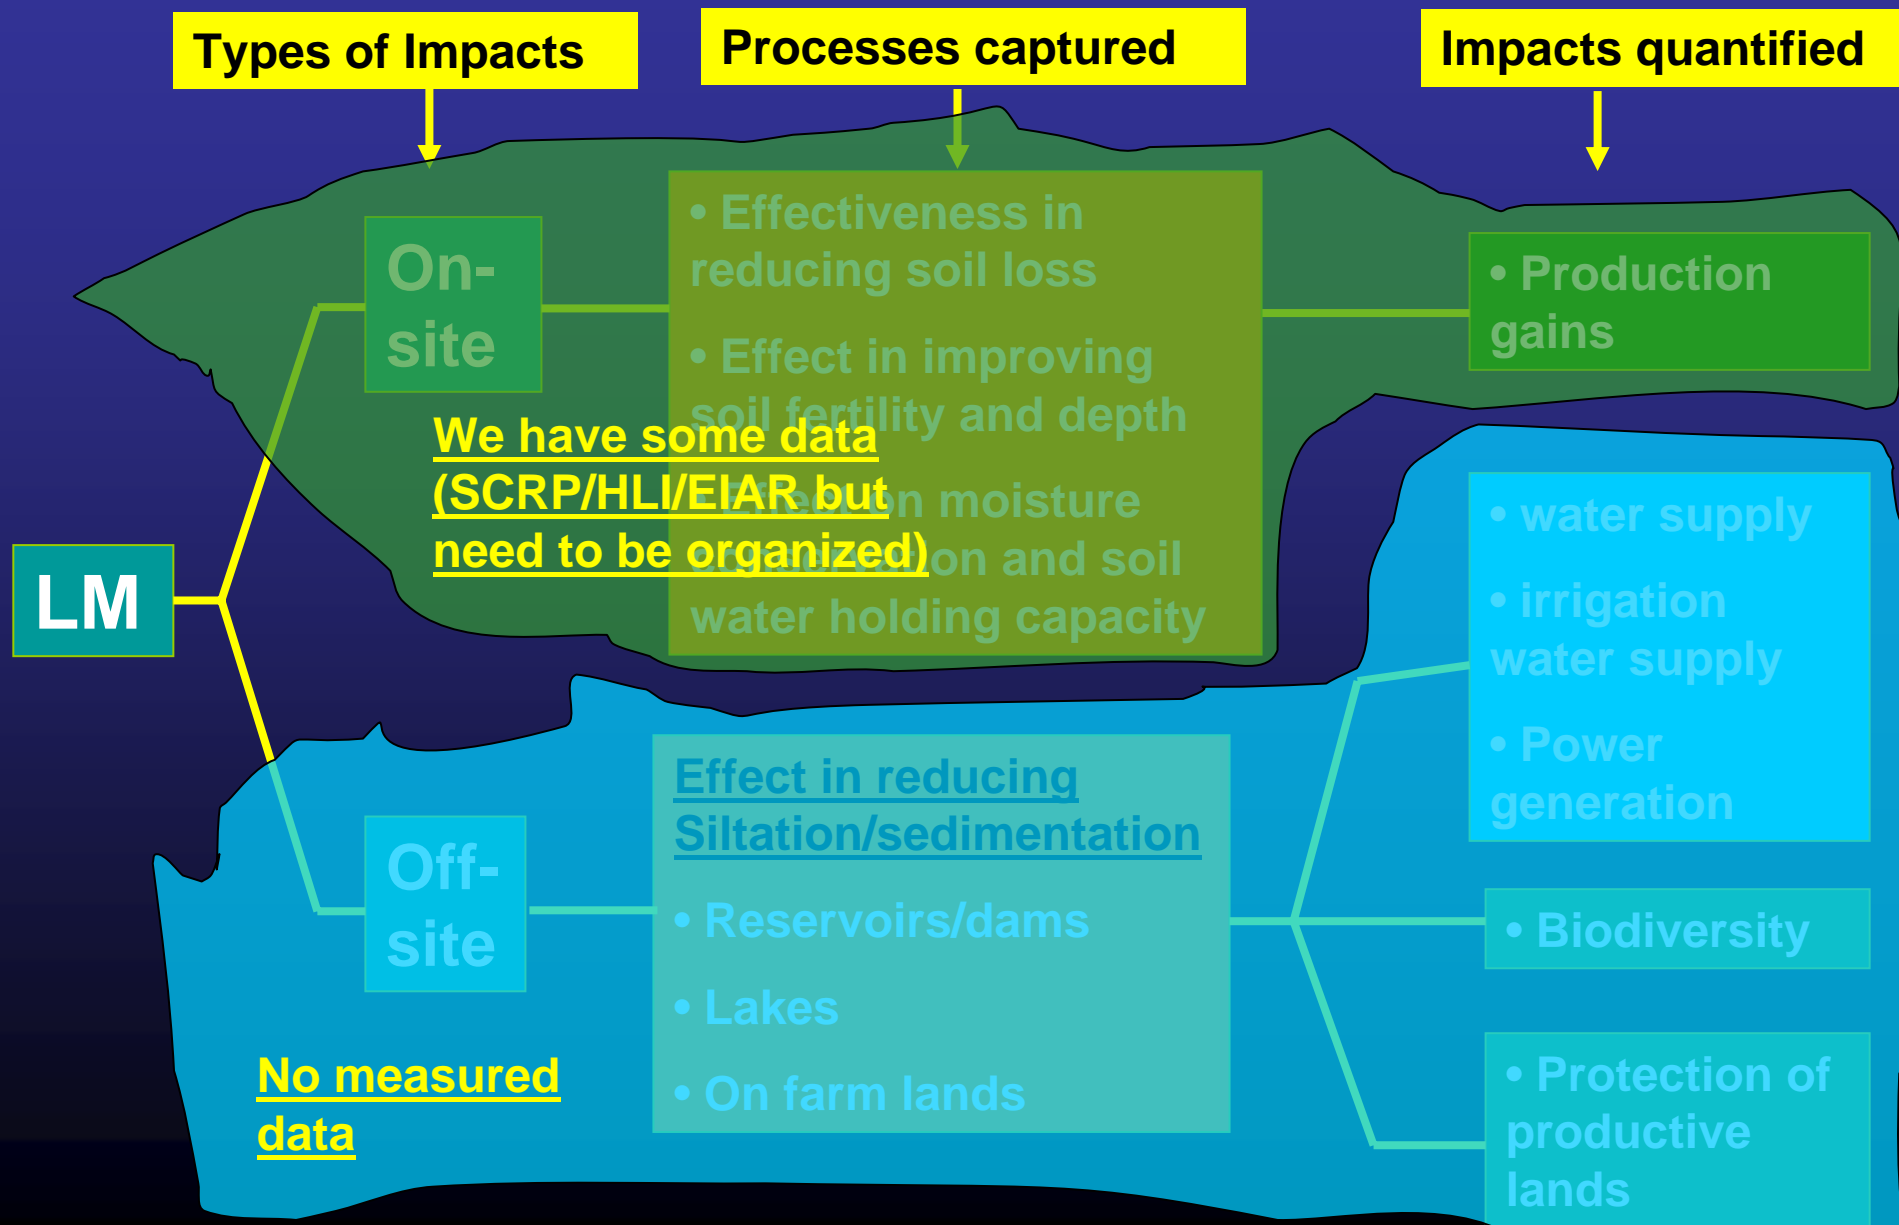 Types of Impacts
Processes captured
Impacts quantified
On-
site
• Effectiveness in
reducing soil loss
• Effect in improving
soil fertility and depth
• Effect on moisture
conservation and soil
water holding capacity
• Production
gains
We have some data
(SCRP/HLI/EIAR but
need to be organized)
LM
• water supply
• irrigation
water supply
• Power
generation
Off-
site
Effect in reducing
Siltation/sedimentation
• Reservoirs/dams
• Lakes
• On farm lands
• Biodiversity
• Protection of
productive
lands
No measured
data